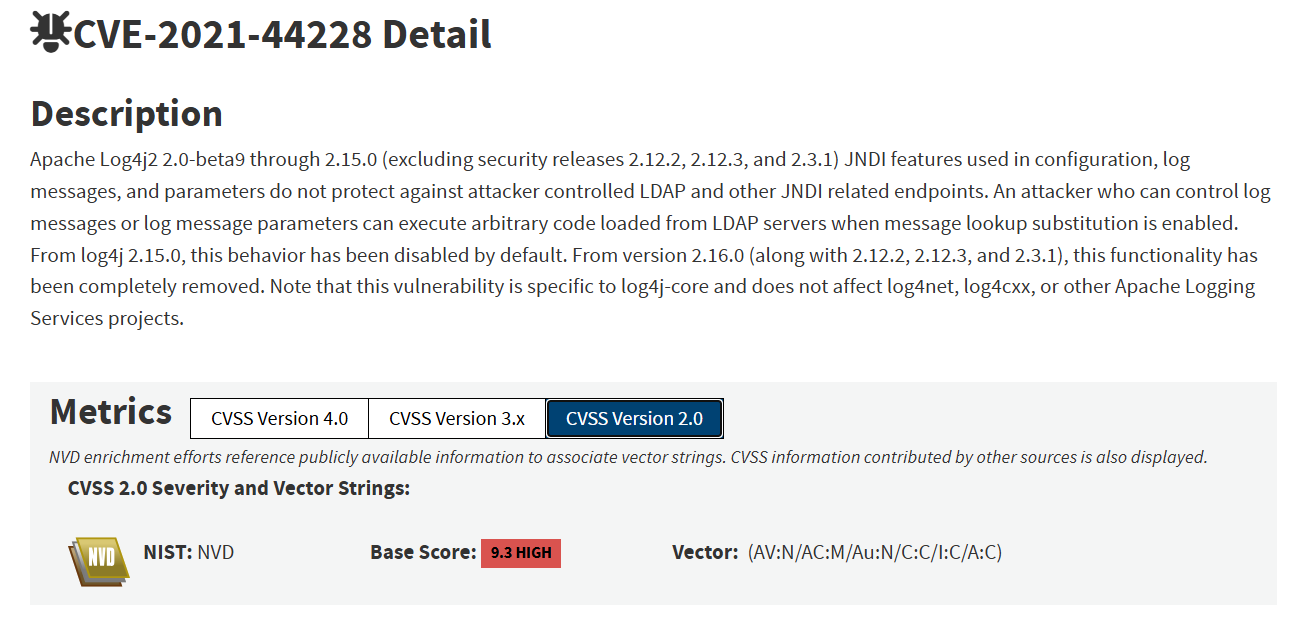 CVE-2021-44228 Detail
Description
Apache Log4j2 2.0-beta9 through 2.15.0 (excluding security releases 2.12.2, 2.12.3, and 2.3.1) JNDI features used in configuration, log
messages, and parameters do not protect against attacker controlled LDAP and other JNDI related endpoints. An attacker who can control log
messages or log message parameters can execute arbitrary code loaded from LDAP servers when message lookup substitution is enabled.
From log4j 2.15.0, this behavior has been disabled by default. From version 2.16.0 (along with 2.12.2, 2.12.3, and 2.3.1), this functionality has
been completely removed. Note that this vulnerability is specific to log4j-core and does not affect log4net, log4cxx, or other Apache Logging
Services projects.
Metrics CVSS Version 4.0 CVSS Version 3.x CVSS Version 2.0
NVD enrichment efforts reference publicly available information to associate vector strings. CVSS information contributed by other sources is also displayed.
CVSS 2.0 Severity and Vector Strings:
NVD NIST: NVD Base Score: 9.3 HIGH Vector: (AV:N/AC:M/Au:N/C:C/I:C/A:C)